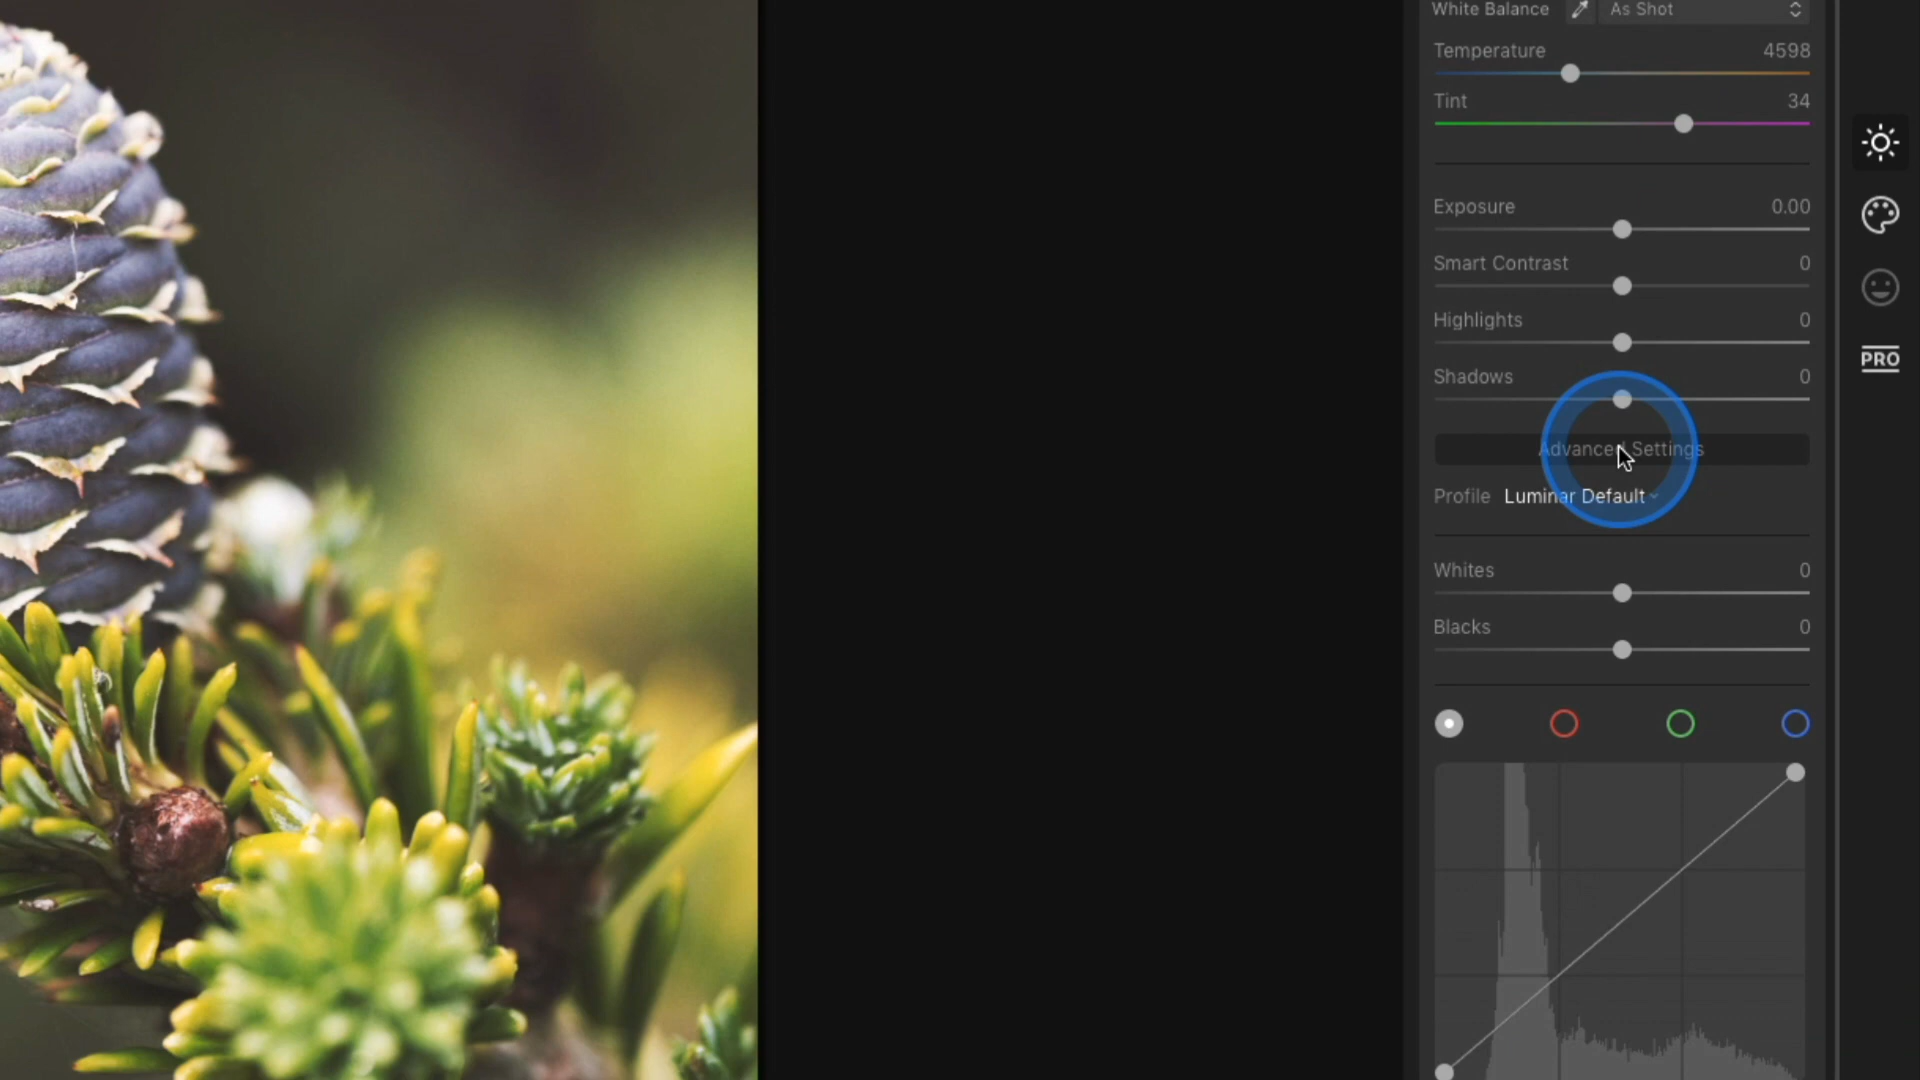 White Balance As Shot
Temperature 4598
Tint 34
Exposure 0.00
Smart Contrast 0
Highlights 0
Shadows 0
PRO
Advanced Settings
Profile Luminar Default
Whites 0
Blacks 0